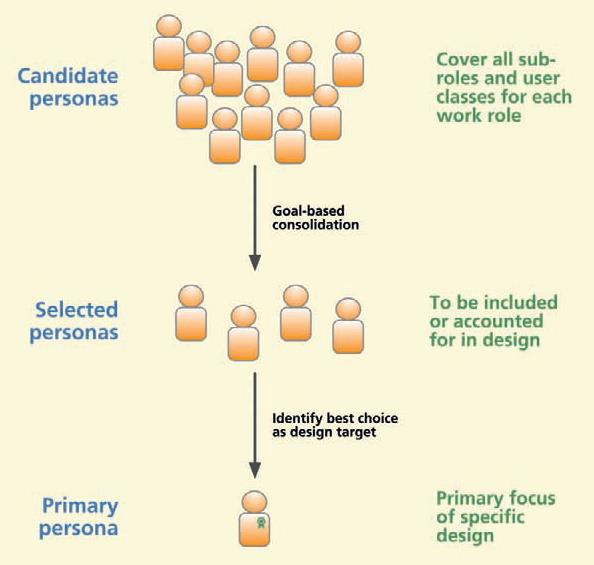 Candidate
personas
Cover all sub-
roles and user
classes for each
work role
Goal-based
consolidation
Selected
personas
To be included
or accounted
for in design
Identify best choice
as design target
Primary
persona
Primary focus
of specific
design